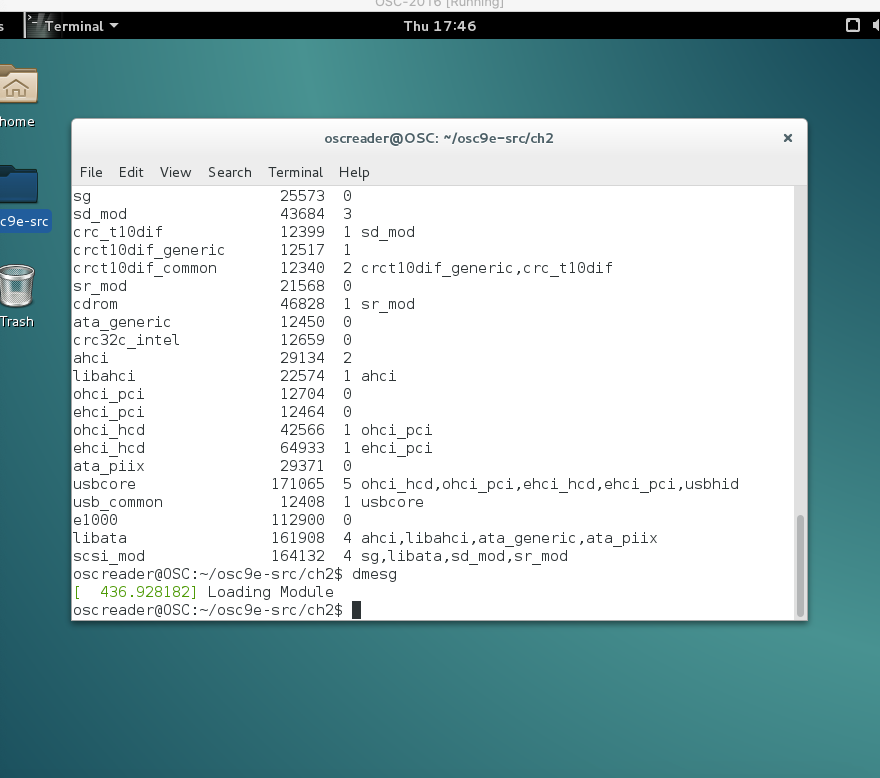 OSC-2016 [Running]
s Terminal Thu 17:46
home
c9e-src
Trash
oscreader@OSC: ~/osc9e-src/ch2 ×
File Edit View Search Terminal Help
sg 25573 0
sd_mod 43684 3
crc_t10dif 12399 1 sd_mod
crct10dif_generic 12517 1
crct10dif_common 12340 2 crct10dif_generic,crc_t10dif
sr_mod 21568 0
cdrom 46828 1 sr_mod
ata_generic 12450 0
crc32c_intel 12659 0
ahci 29134 2
libahci 22574 1 ahci
ohci_pci 12704 0
ehci_pci 12464 0
ohci_hcd 42566 1 ohci_pci
ehci_hcd 64933 1 ehci_pci
ata_piix 29371 0
usbcore 171065 5 ohci_hcd,ohci_pci,ehci_hcd,ehci_pci,usbhid
usb_common 12408 1 usbcore
e1000 112900 0
libata 161908 4 ahci,libahci,ata_generic,ata_piix
scsi_mod 164132 4 sg,libata,sd_mod,sr_mod
oscreader@OSC:~/osc9e-src/ch2$ dmesg
[  436.928182] Loading Module
oscreader@OSC:~/osc9e-src/ch2$